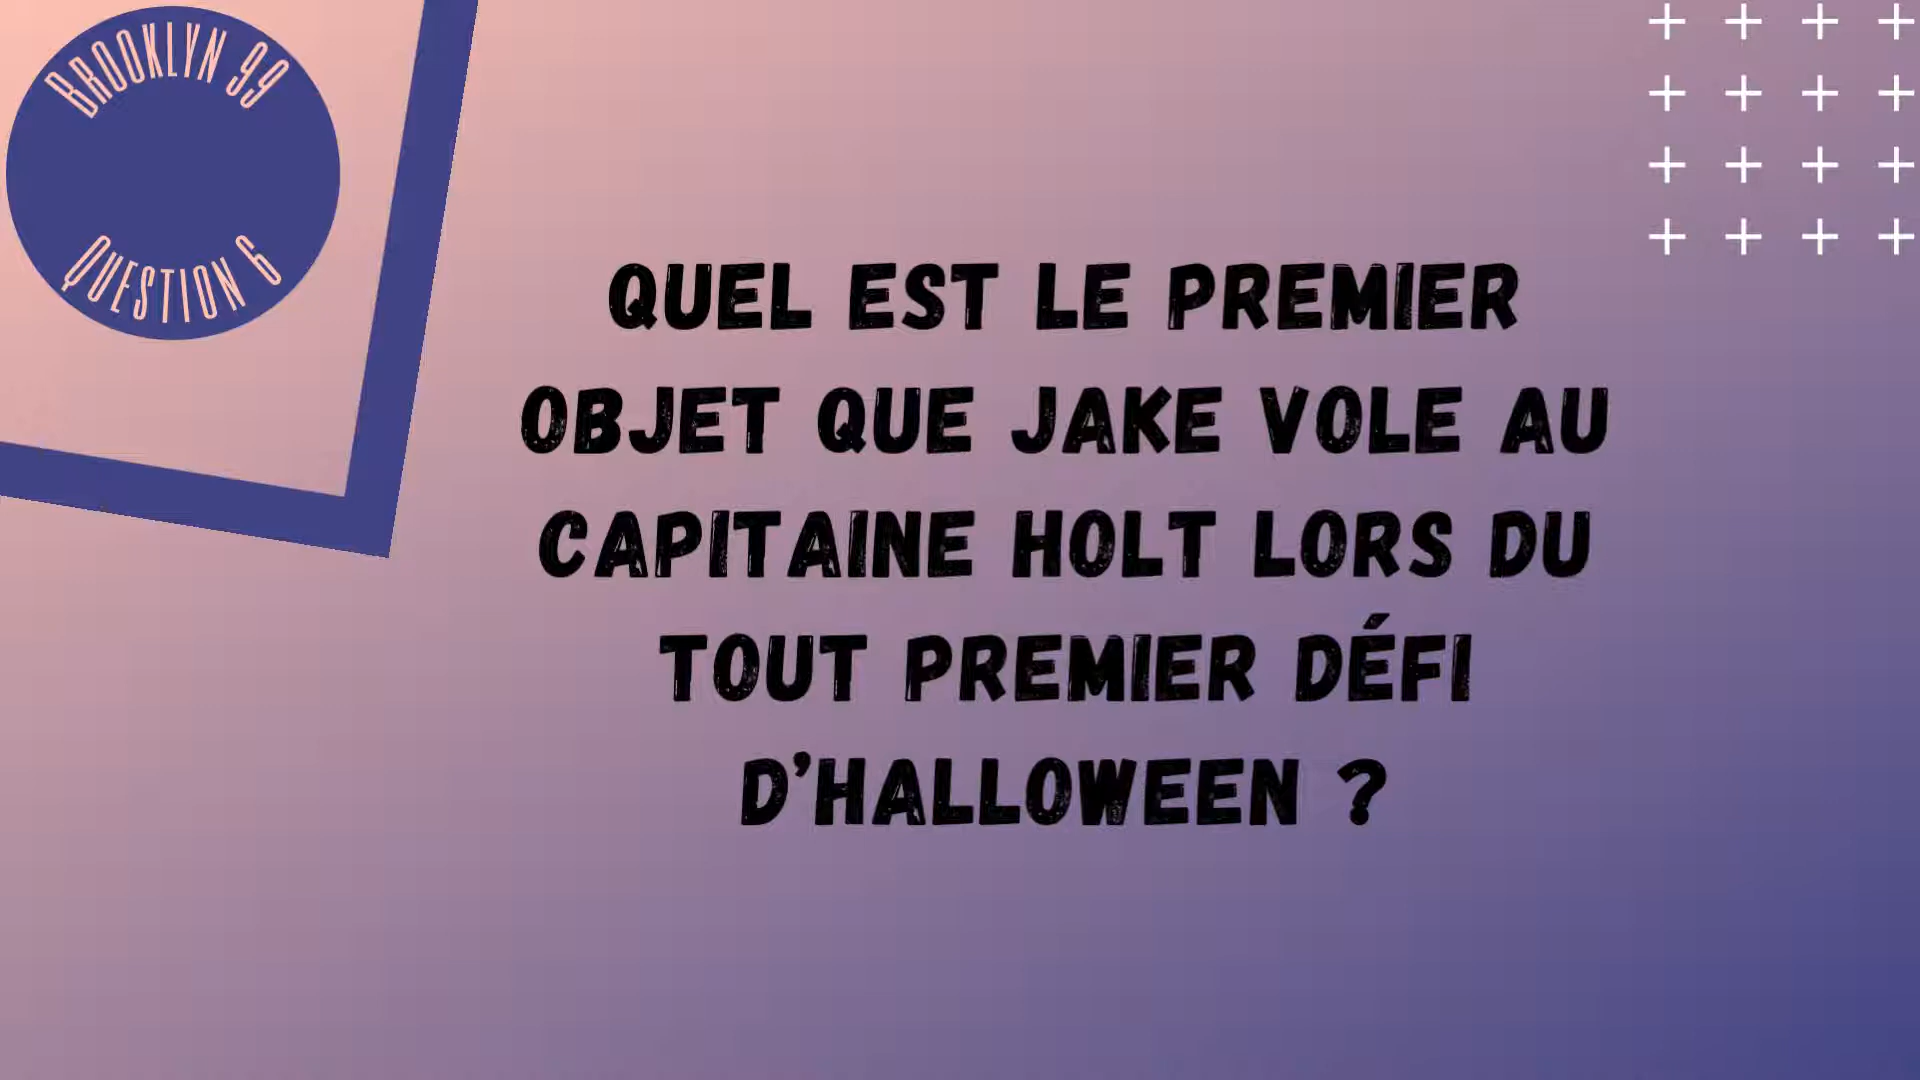 BROOKLYN 99
QUESTION 6
QUEL EST LE PREMIER
OBJET QUE JAKE VOLE AU
CAPITAINE HOLT LORS DU
TOUT PREMIER DÉFI
D’HALLOWEEN ?